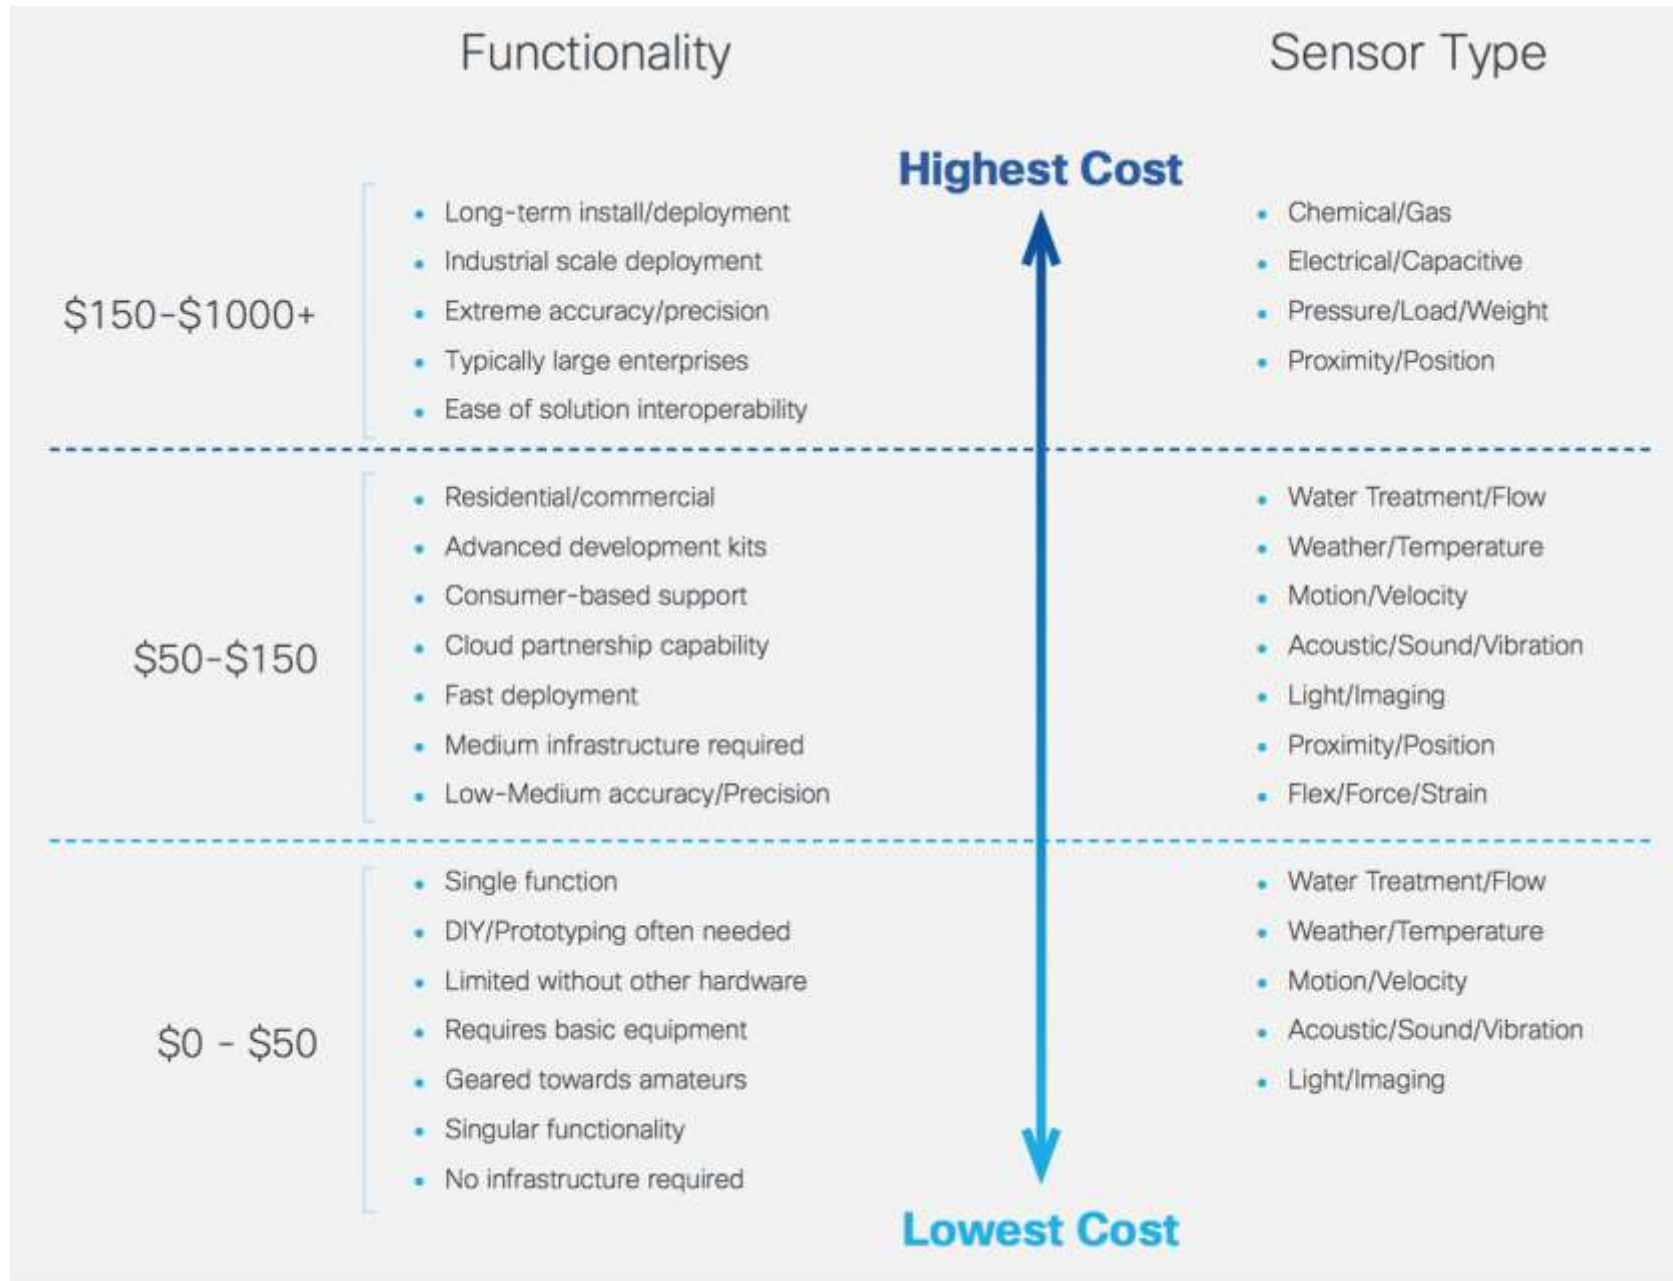 Functionality
Sensor Type
Highest Cost
$150-$1000+
Long-term install/deployment
Industrial scale deployment
Extreme accuracy/precision
Typically large enterprises
Ease of solution interoperability
Chemical/Gas
Electrical/Capacitive
Pressure/Load/Weight
Proximity/Position
$50-$150
Residential/commercial
Advanced development kits
Consumer-based support
Cloud partnership capability
Fast deployment
Medium infrastructure required
Low-Medium accuracy/Precision
Water Treatment/Flow
Weather/Temperature
Motion/Velocity
Acoustic/Sound/Vibration
Light/Imaging
Proximity/Position
Flex/Force/Strain
$0 - $50
Single function
DIY/Prototyping often needed
Limited without other hardware
Requires basic equipment
Geared towards amateurs
Singular functionality
No infrastructure required
Water Treatment/Flow
Weather/Temperature
Motion/Velocity
Acoustic/Sound/Vibration
Light/Imaging
Lowest Cost